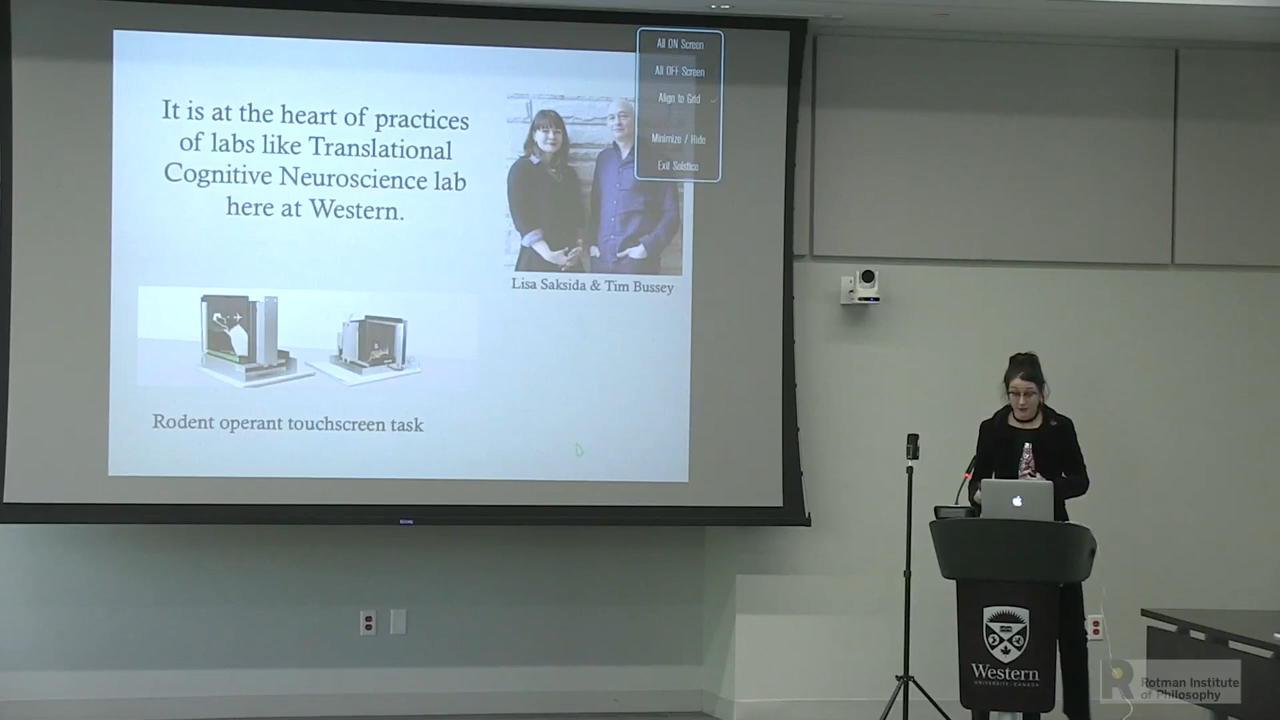 It is at the heart of practices
of labs like Translational
Cognitive Neuroscience lab
here at Western.
All ON Screen
All OFF Screen
Align to Grid
Minimize / Hide
Exit Solstice
Lisa Saksida & Tim Bussey
Rodent operant touchscreen task
Western
UNIVERSITY · CANADA
R
Rotman Institute
of Philosophy